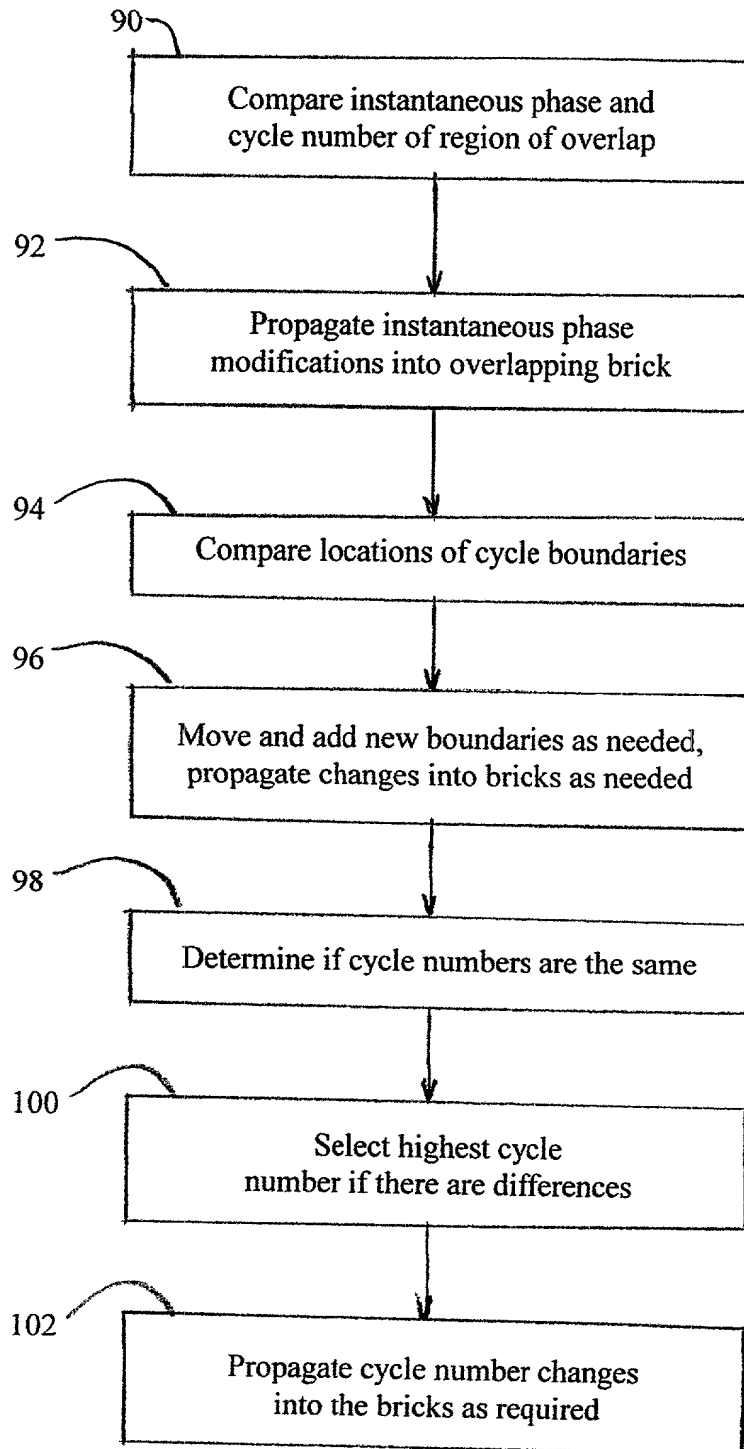 90
Compare instantaneous phase and
cycle number of region of overlap
92
Propagate instantaneous phase
modifications into overlapping brick
94
Compare locations of cycle boundaries
96
Move and add new boundaries as needed,
propagate changes into bricks as needed
98
Determine if cycle numbers are the same
100
Select highest cycle
number if there are differences
102
Propagate cycle number changes
into the bricks as required